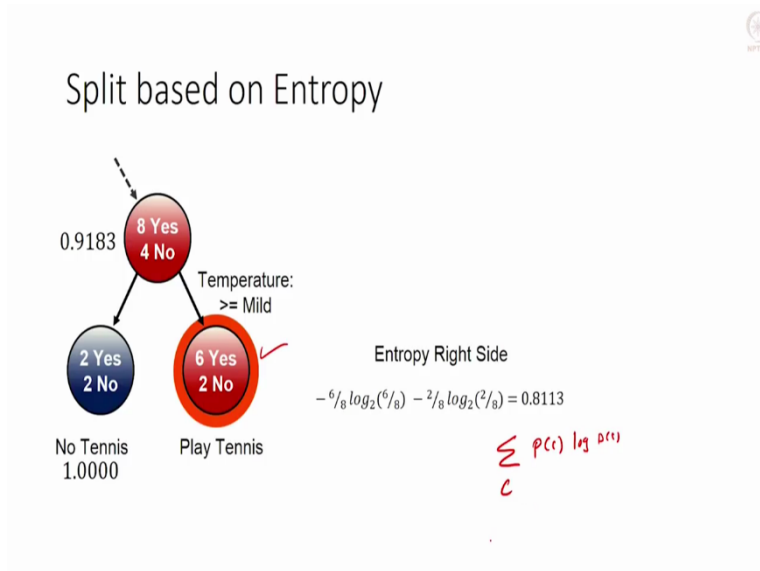 Split based on Entropy
0.9183
8 Yes
4 No
Temperature:
>= Mild
2 Yes
2 No
6 Yes
2 No
Entropy Right Side
− 6/8 log2(6/8) − 2/8 log2(2/8) = 0.8113
No Tennis
1.0000
Play Tennis
∑ p(c) log p(c)
c